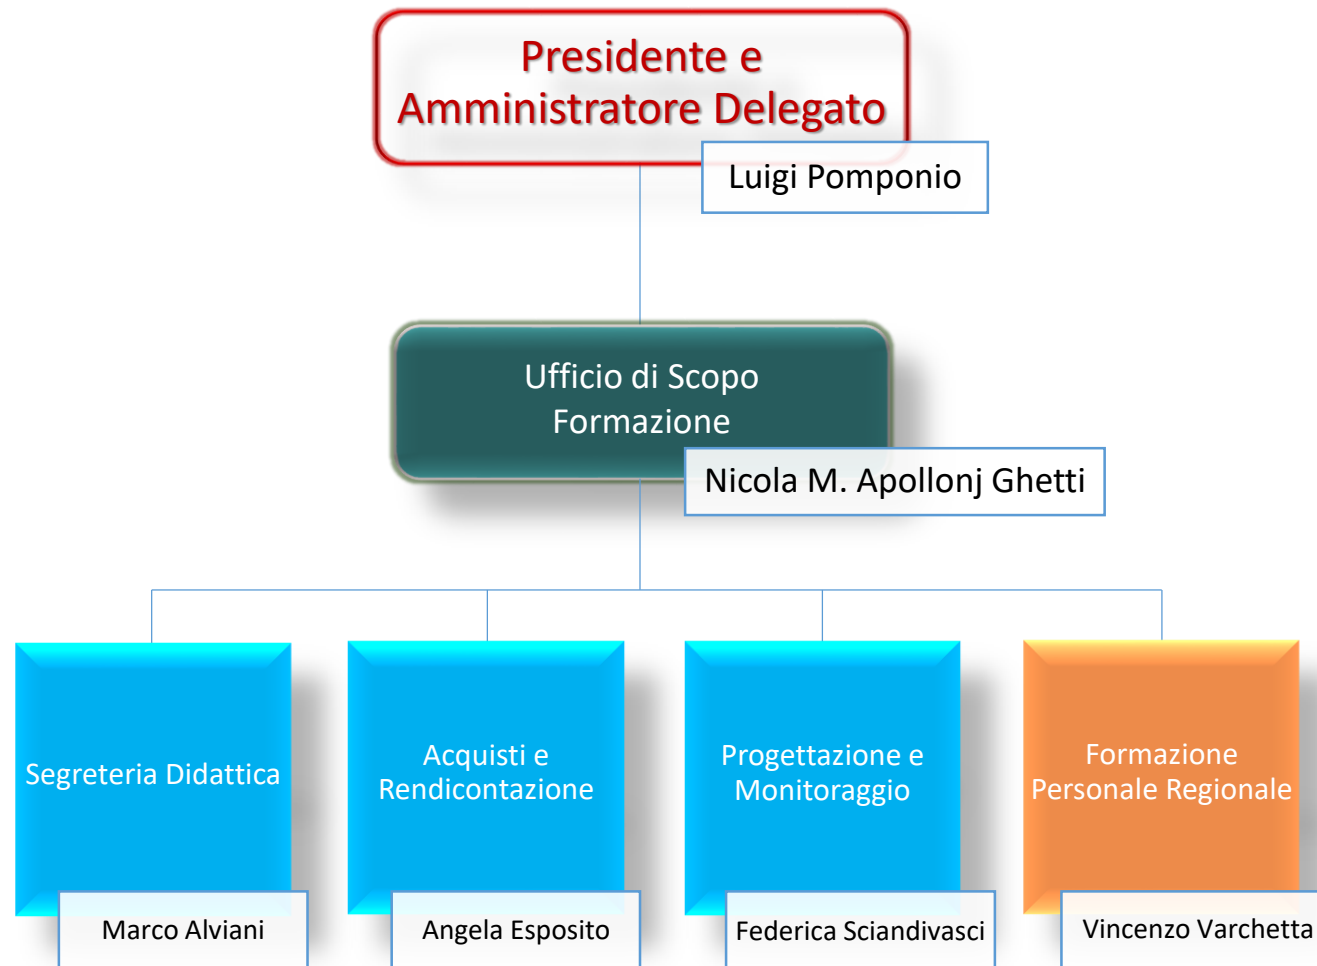 Presidente e
Amministratore Delegato
Luigi Pomponio
Ufficio di Scopo
Formazione
Nicola M. Apollonj Ghetti
Segreteria Didattica
Marco Alviani
Acquisti e
Rendicontazione
Angela Esposito
Progettazione e
Monitoraggio
Federica Sciandivasci
Formazione
Personale Regionale
Vincenzo Varchetta